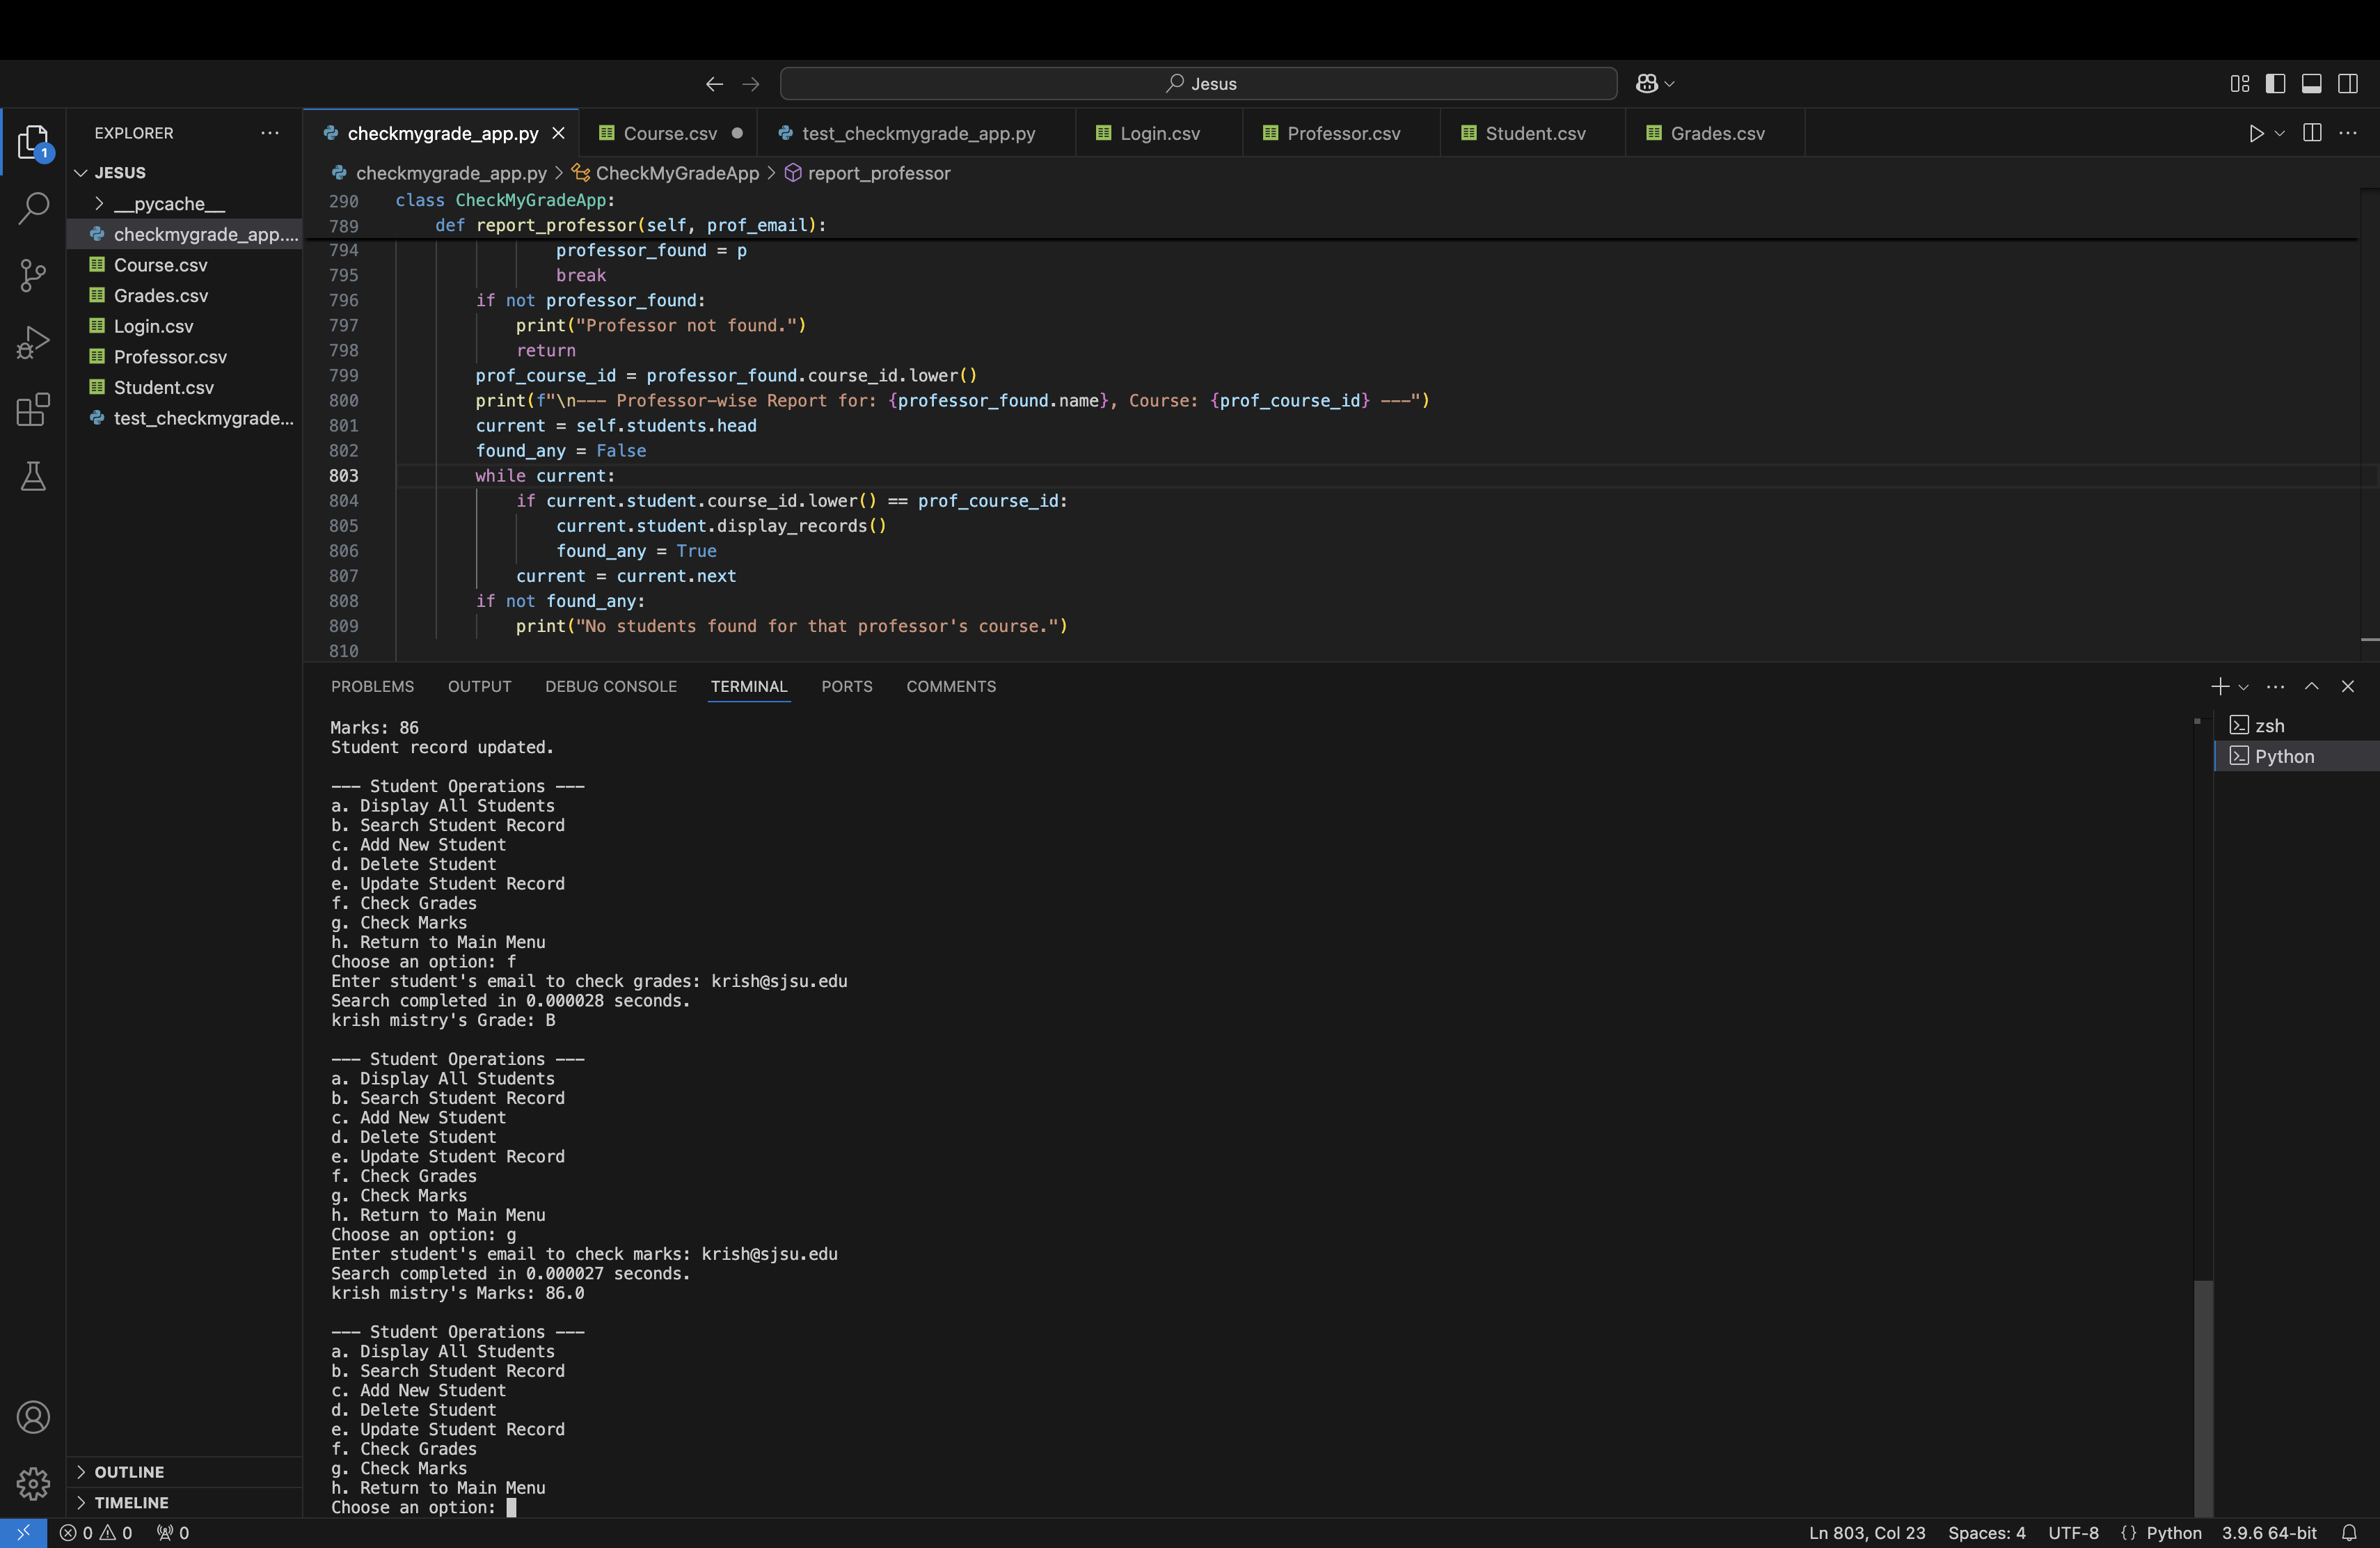 Jesus
EXPLORER
JESUS
__pycache__
checkmygrade_app....
Course.csv
Grades.csv
Login.csv
Professor.csv
Student.csv
test_checkmygrade...
OUTLINE
TIMELINE
1
checkmygrade_app.py Course.csv test_checkmygrade_app.py Login.csv Professor.csv Student.csv Grades.csv
checkmygrade_app.py > CheckMyGradeApp > report_professor
290 class CheckMyGradeApp:
789 def report_professor(self, prof_email):
794 professor_found = p
795 break
796 if not professor_found:
797 print("Professor not found.")
798 return
799 prof_course_id = professor_found.course_id.lower()
800 print(f"\n--- Professor-wise Report for: {professor_found.name}, Course: {prof_course_id} ---")
801 current = self.students.head
802 found_any = False
803 while current:
804 if current.student.course_id.lower() == prof_course_id:
805 current.student.display_records()
806 found_any = True
807 current = current.next
808 if not found_any:
809 print("No students found for that professor's course.")
810
PROBLEMS OUTPUT DEBUG CONSOLE TERMINAL PORTS COMMENTS
zsh
Python
Marks: 86
Student record updated.
--- Student Operations ---
a. Display All Students
b. Search Student Record
c. Add New Student
d. Delete Student
e. Update Student Record
f. Check Grades
g. Check Marks
h. Return to Main Menu
Choose an option: f
Enter student's email to check grades: krish@sjsu.edu
Search completed in 0.000028 seconds.
krish mistry's Grade: B
--- Student Operations ---
a. Display All Students
b. Search Student Record
c. Add New Student
d. Delete Student
e. Update Student Record
f. Check Grades
g. Check Marks
h. Return to Main Menu
Choose an option: g
Enter student's email to check marks: krish@sjsu.edu
Search completed in 0.000027 seconds.
krish mistry's Marks: 86.0
--- Student Operations ---
a. Display All Students
b. Search Student Record
c. Add New Student
d. Delete Student
e. Update Student Record
f. Check Grades
g. Check Marks
h. Return to Main Menu
Choose an option:
0 0 0 Ln 803, Col 23 Spaces: 4 UTF-8 {} Python 3.9.6 64-bit